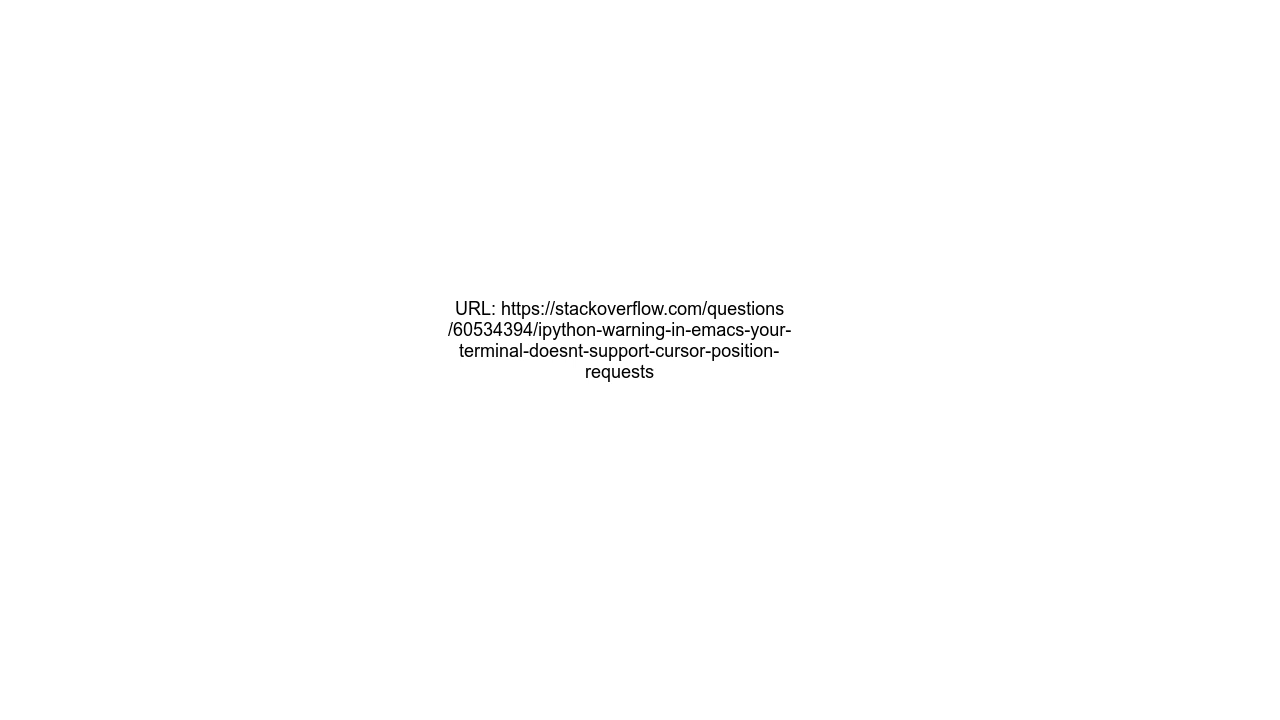 URL: https://stackoverflow.com/questions
/60534394/ipython-warning-in-emacs-your-
terminal-doesnt-support-cursor-position-
requests